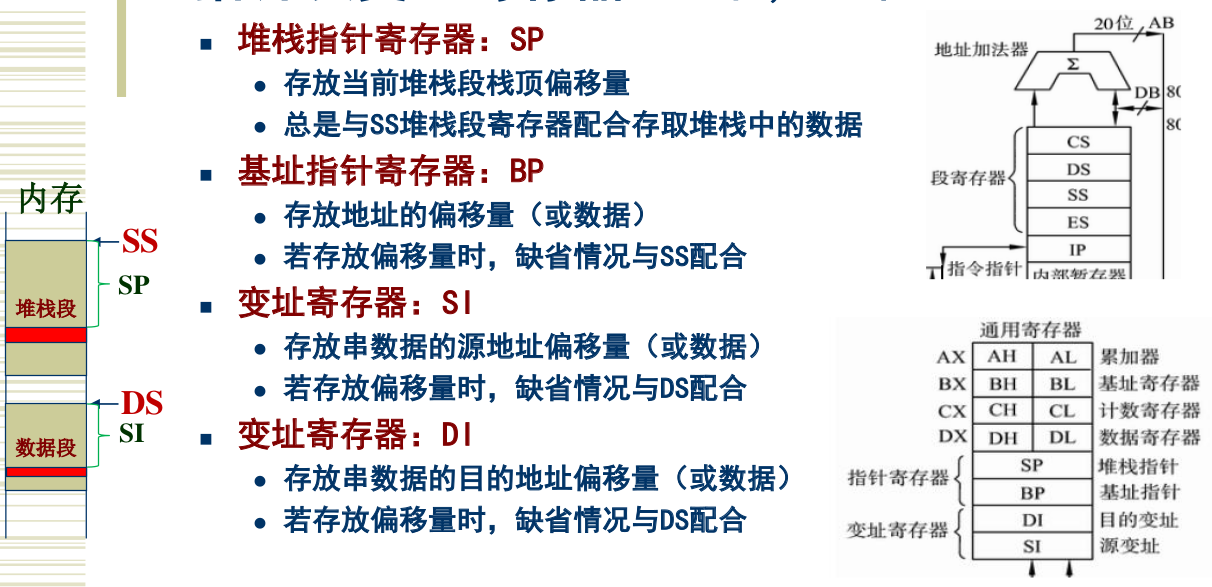 堆栈指针寄存器：SP
存放当前堆栈段栈顶偏移量
总是与SS堆栈段寄存器配合存取堆栈中的数据
基址指针寄存器：BP
存放地址的偏移量（或数据）
若存放偏移量时，缺省情况与SS配合
变址寄存器：SI
存放串数据的源地址偏移量（或数据）
若存放偏移量时，缺省情况与DS配合
变址寄存器：DI
存放串数据的目的地址偏移量（或数据）
若存放偏移量时，缺省情况与DS配合
内存
SS
SP
堆栈段
DS
SI
数据段
20位 AB
地址加法器
Σ
DB
CS
DS
段寄存器
SS
ES
IP
指令指针
内部暂存器
通用寄存器
AX AH AL 累加器
BX BH BL 基址寄存器
CX CH CL 计数寄存器
DX DH DL 数据寄存器
指针寄存器
SP 堆栈指针
BP 基址指针
变址寄存器
DI 目的变址
SI 源变址